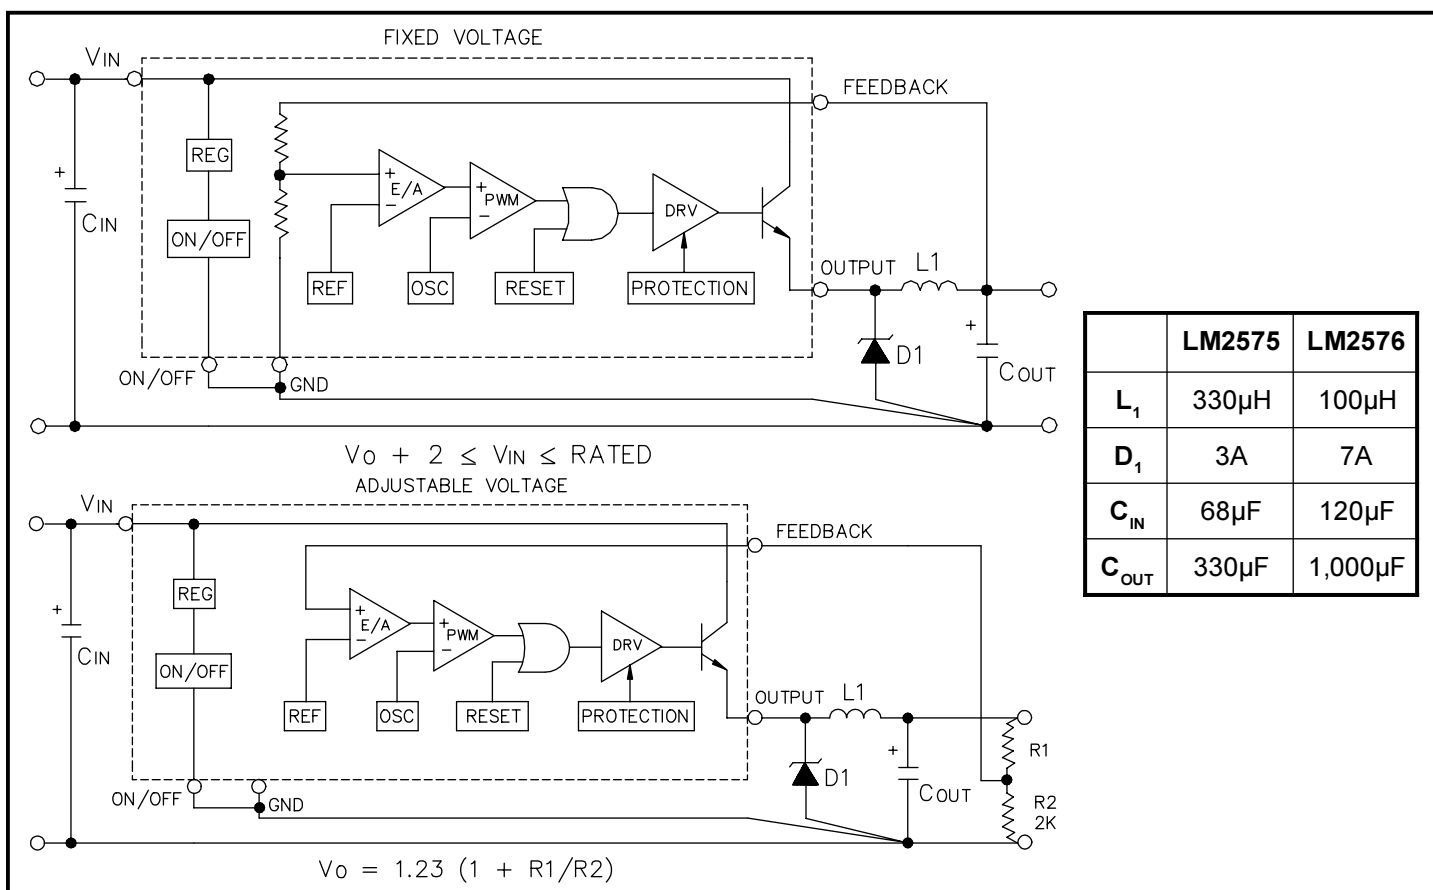 FIXED VOLTAGE
VIN
FEEDBACK
REG
+
CIN
+
E/A
−
+
PWM
−
DRV
ON/OFF
REF
OSC
RESET
PROTECTION
OUTPUT
L1
D1
+
COUT
ON/OFF
GND
VO + 2 ≤ VIN ≤ RATED
LM2575 LM2576
L1 330µH 100µH
D1 3A 7A
CIN 68µF 120µF
COUT 330µF 1,000µF
ADJUSTABLE VOLTAGE
VIN
FEEDBACK
REG
+
CIN
+
E/A
−
+
PWM
−
DRV
ON/OFF
REF
OSC
RESET
PROTECTION
OUTPUT
L1
R1
D1
+
COUT
R2
2K
ON/OFF
GND
VO = 1.23 (1 + R1/R2)